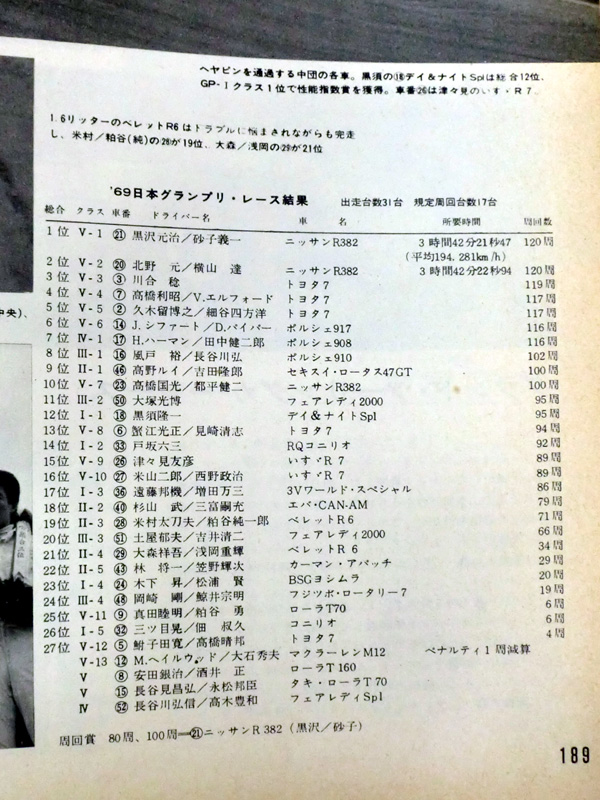 ヘヤピンを通過する中団の各車。黒須の⑱デイ&ナイトSplは総合12位、
GP-Iクラス1位で性能指数賞を獲得。車番㉖は津々見のいすゞR7。
1.6リッターのベレットR6はトラブルに悩まされながらも完走
し、米村/粕谷(純)の㉘が19位、大森/浅岡の㉙が21位
中央)、
'69日本グランプリ・レース結果 出走台数31台 規定周回台数17台
総合 クラス 車番 ドライバー名 車名 所要時間 周回数
1位 V-1 ㉑ 黒沢元治/砂子義一 ニッサンR382 3時間42分21秒47 120周
(平均194.281km/h)
2位 V-2 ⑳ 北野 元/横山 達 ニッサンR382 3時間42分22秒94 120周
3位 V-3 ③ 川合 稔 トヨタ7 119周
4位 V-4 ⑦ 高橋利昭/V.エルフォード トヨタ7 117周
5位 V-5 ② 久木留博之/細谷四方洋 トヨタ7 117周
6位 V-6 ⑭ J.シファート/D.パイパー ポルシェ917 116周
7位 IV-1 ⑰ H.ハーマン/田中健二郎 ポルシェ908 116周
8位 III-1 ⑯ 風戸 裕/長谷川弘 ポルシェ910 102周
9位 II-1 ㊻ 高野ルイ/吉田隆郎 セキスイ・ロータス47GT 100周
10位 V-7 ㉓ 高橋国光/都平健二 ニッサンR382 100周
11位 III-2 ㊿ 大塚光博 フェアレディ2000 95周
12位 I-1 ⑱ 黒須隆一 デイ&ナイトSpl 95周
13位 V-8 ⑥ 蟹江光正/見崎清志 トヨタ7 94周
14位 I-2 ㉝ 戸坂六三 RQコニリオ 92周
15位 V-9 ㉖ 津々見友彦 いすゞR7 89周
16位 V-10 ㉗ 米山二郎/西野政治 いすゞR7 89周
17位 I-3 ㊱ 遠藤邦機/増田万三 3Vワールド・スペシャル 86周
18位 II-2 ㊵ 杉山 武/三富嗣充 エバ・CAN-AM 79周
19位 II-3 ㉘ 米村太刀夫/粕谷純一郎 ベレットR6 71周
20位 III-3 51 土屋郁夫/吉井清二 フェアレディ2000 66周
21位 II-4 ㉙ 大森祥吾/浅岡重輝 ベレットR6 34周
22位 II-5 ㊸ 林 将一/笠野輝次 カーマン・アパッチ 29周
23位 I-4 ㉔ 木下 昇/松浦 賢 BSGヨシムラ 20周
24位 III-4 ㊽ 岡崎 剛/鯨井宗明 フジツボ・ロータリー7 19周
25位 V-11 ⑨ 真田睦明/粕谷 勇 ローラT70 6周
26位 I-5 ㉜ 三ツ目晃/佃 叔久 コニリオ 6周
27位 V-12 ⑤ 鮒子田寛/高橋晴邦 トヨタ7 4周
V-13 ⑫ M.ヘイルウッド/大石秀夫 マクラーレンM12 ペナルティ1周減算
V ⑧ 安田銀治/酒井 正 ローラT160
V ⑮ 長谷見昌弘/永松邦臣 タキ・ローラT70
IV 52 長谷川弘信/高木豊和 フェアレディSpl
周回賞 80周、100周=㉑ニッサンR382(黒沢/砂子)
189